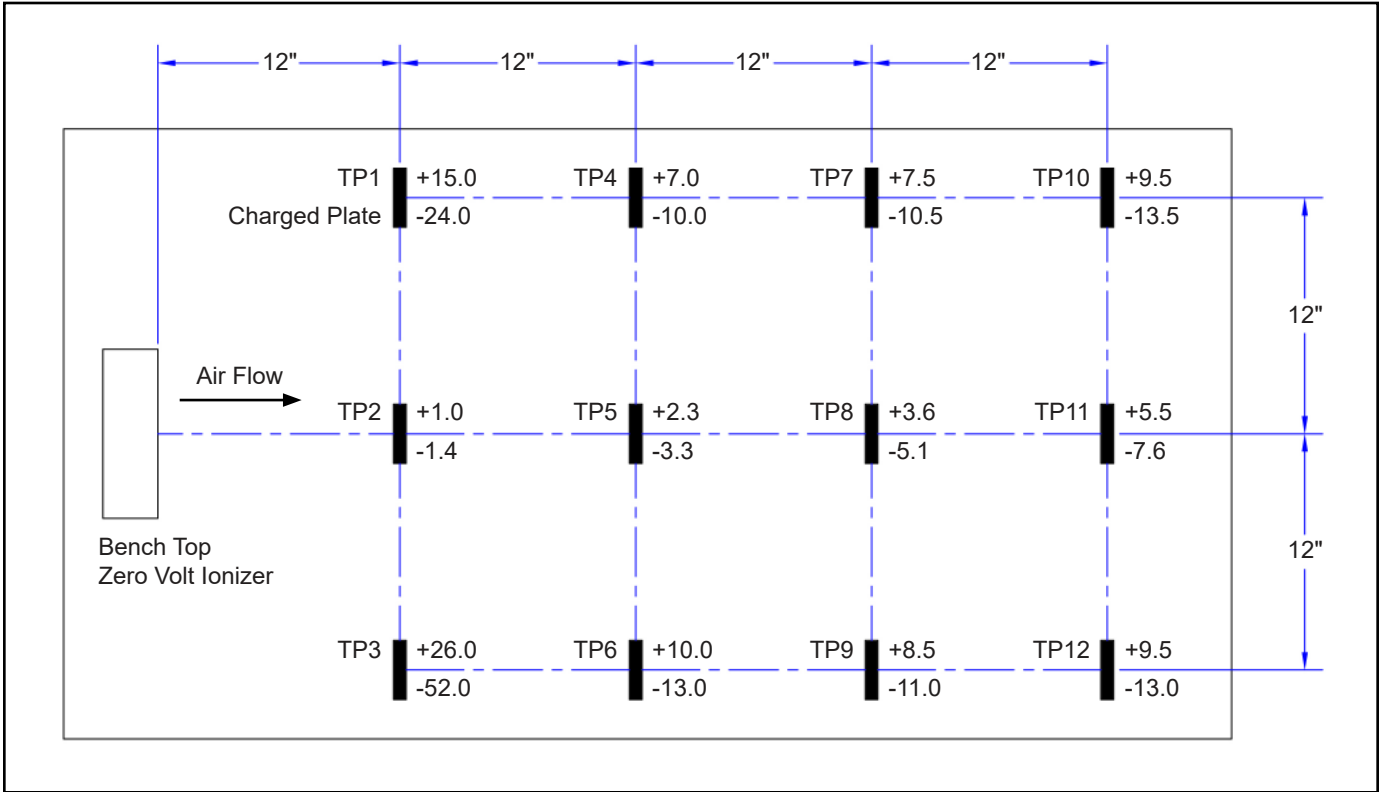 12" 12" 12" 12"
TP1 +15.0 TP4 +7.0 TP7 +7.5 TP10 +9.5
Charged Plate -24.0 -10.0 -10.5 -13.5
12"
Air Flow
TP2 +1.0 TP5 +2.3 TP8 +3.6 TP11 +5.5
-1.4 -3.3 -5.1 -7.6
Bench Top
Zero Volt Ionizer
12"
TP3 +26.0 TP6 +10.0 TP9 +8.5 TP12 +9.5
-52.0 -13.0 -11.0 -13.0